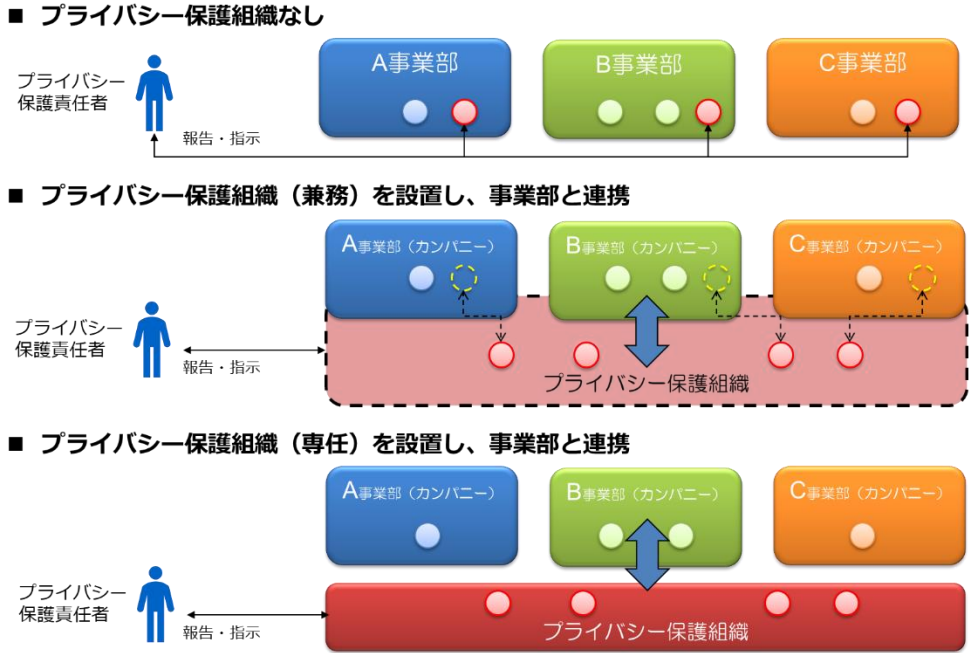 ■ プライバシー保護組織なし
プライバシー
保護責任者
A事業部
B事業部
C事業部
報告・指示
■ プライバシー保護組織（兼務）を設置し、事業部と連携
A事業部（カンパニー）
B事業部（カンパニー）
C事業部（カンパニー）
プライバシー
保護責任者
報告・指示
プライバシー保護組織
■ プライバシー保護組織（専任）を設置し、事業部と連携
A事業部（カンパニー）
B事業部（カンパニー）
C事業部（カンパニー）
プライバシー
保護責任者
報告・指示
プライバシー保護組織